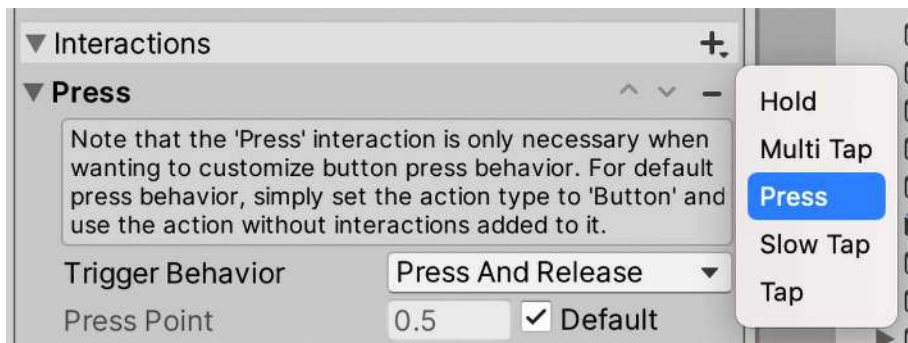 Interactions
Press
Note that the 'Press' interaction is only necessary when
wanting to customize button press behavior. For default
press behavior, simply set the action type to 'Button' and
use the action without interactions added to it.
Trigger Behavior Press And Release
Press Point 0.5 Default
Hold
Multi Tap
Press
Slow Tap
Tap